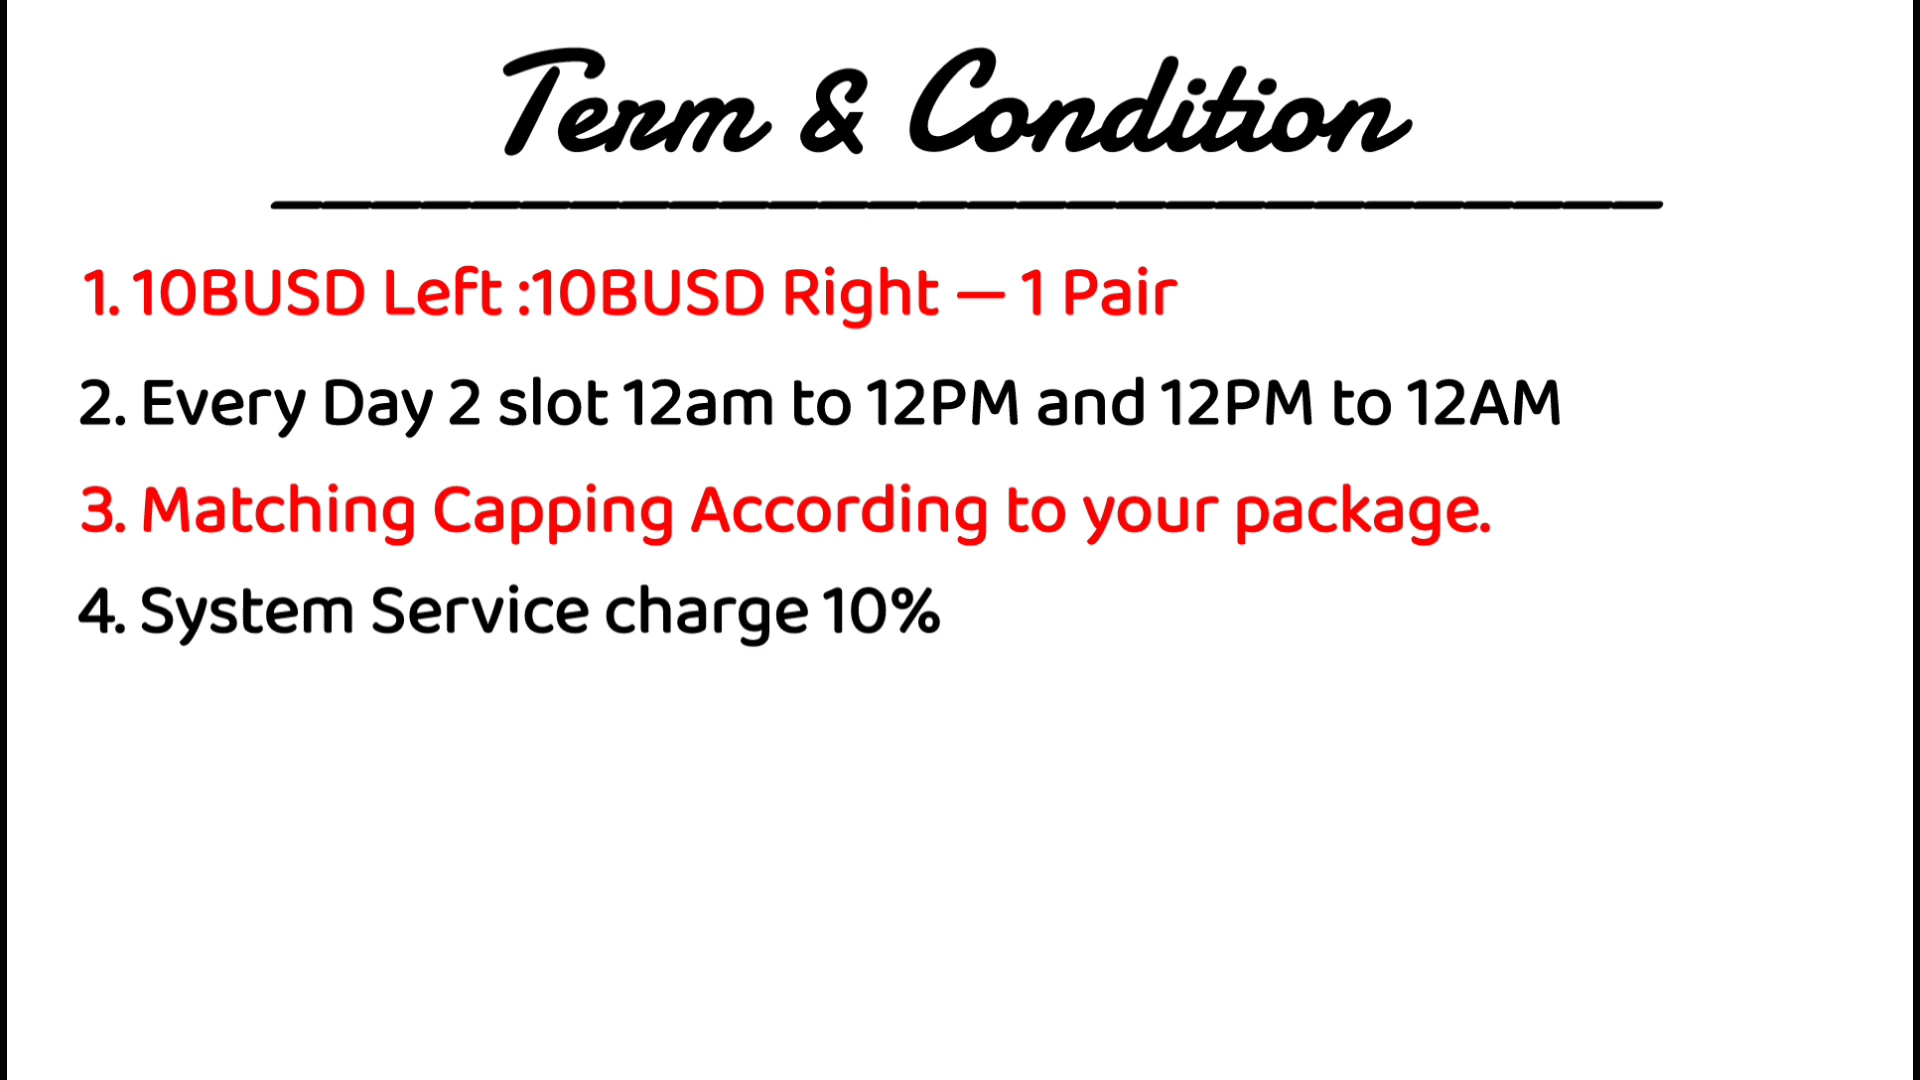 Term & Condition
1. 10BUSD Left :10BUSD Right — 1 Pair
2. Every Day 2 slot 12am to 12PM and 12PM to 12AM
3. Matching Capping According to your package.
4. System Service charge 10%